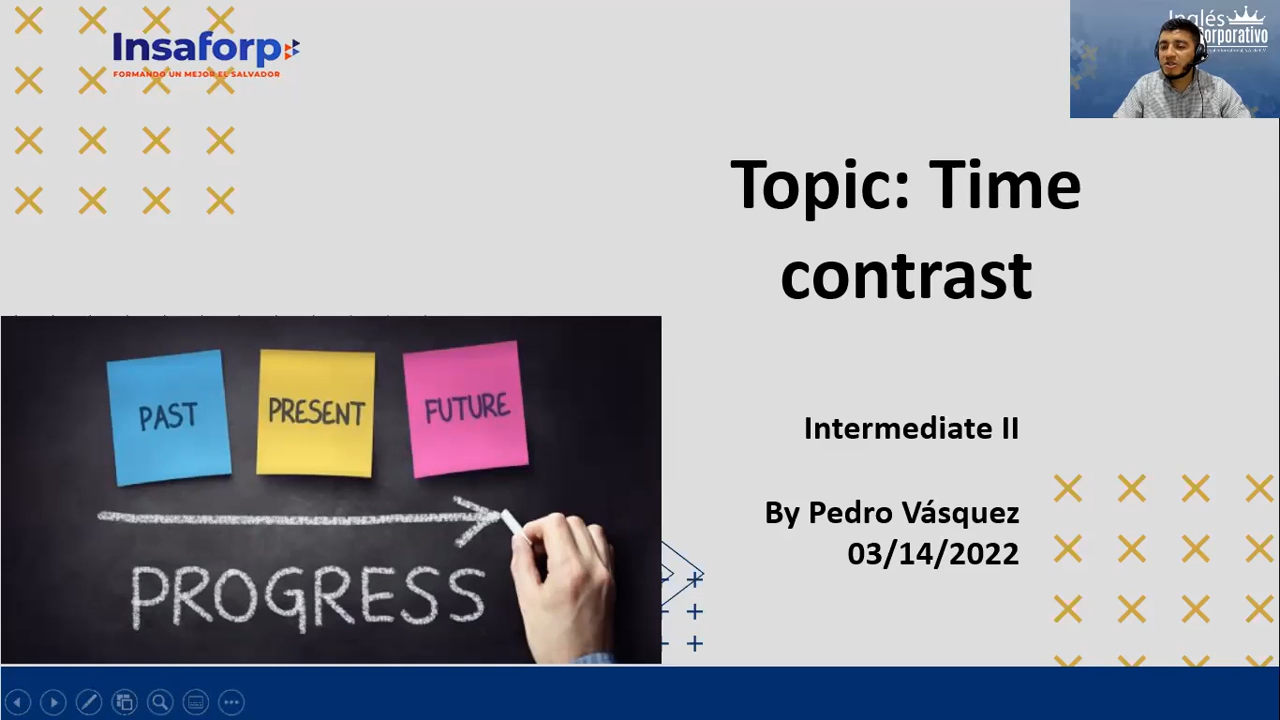 Insaforp
FORMANDO UN MEJOR EL SALVADOR
Inglés
Corporativo
Topic: Time
contrast
PAST
PRESENT
FUTURE
PROGRESS
Intermediate II
By Pedro Vásquez
03/14/2022